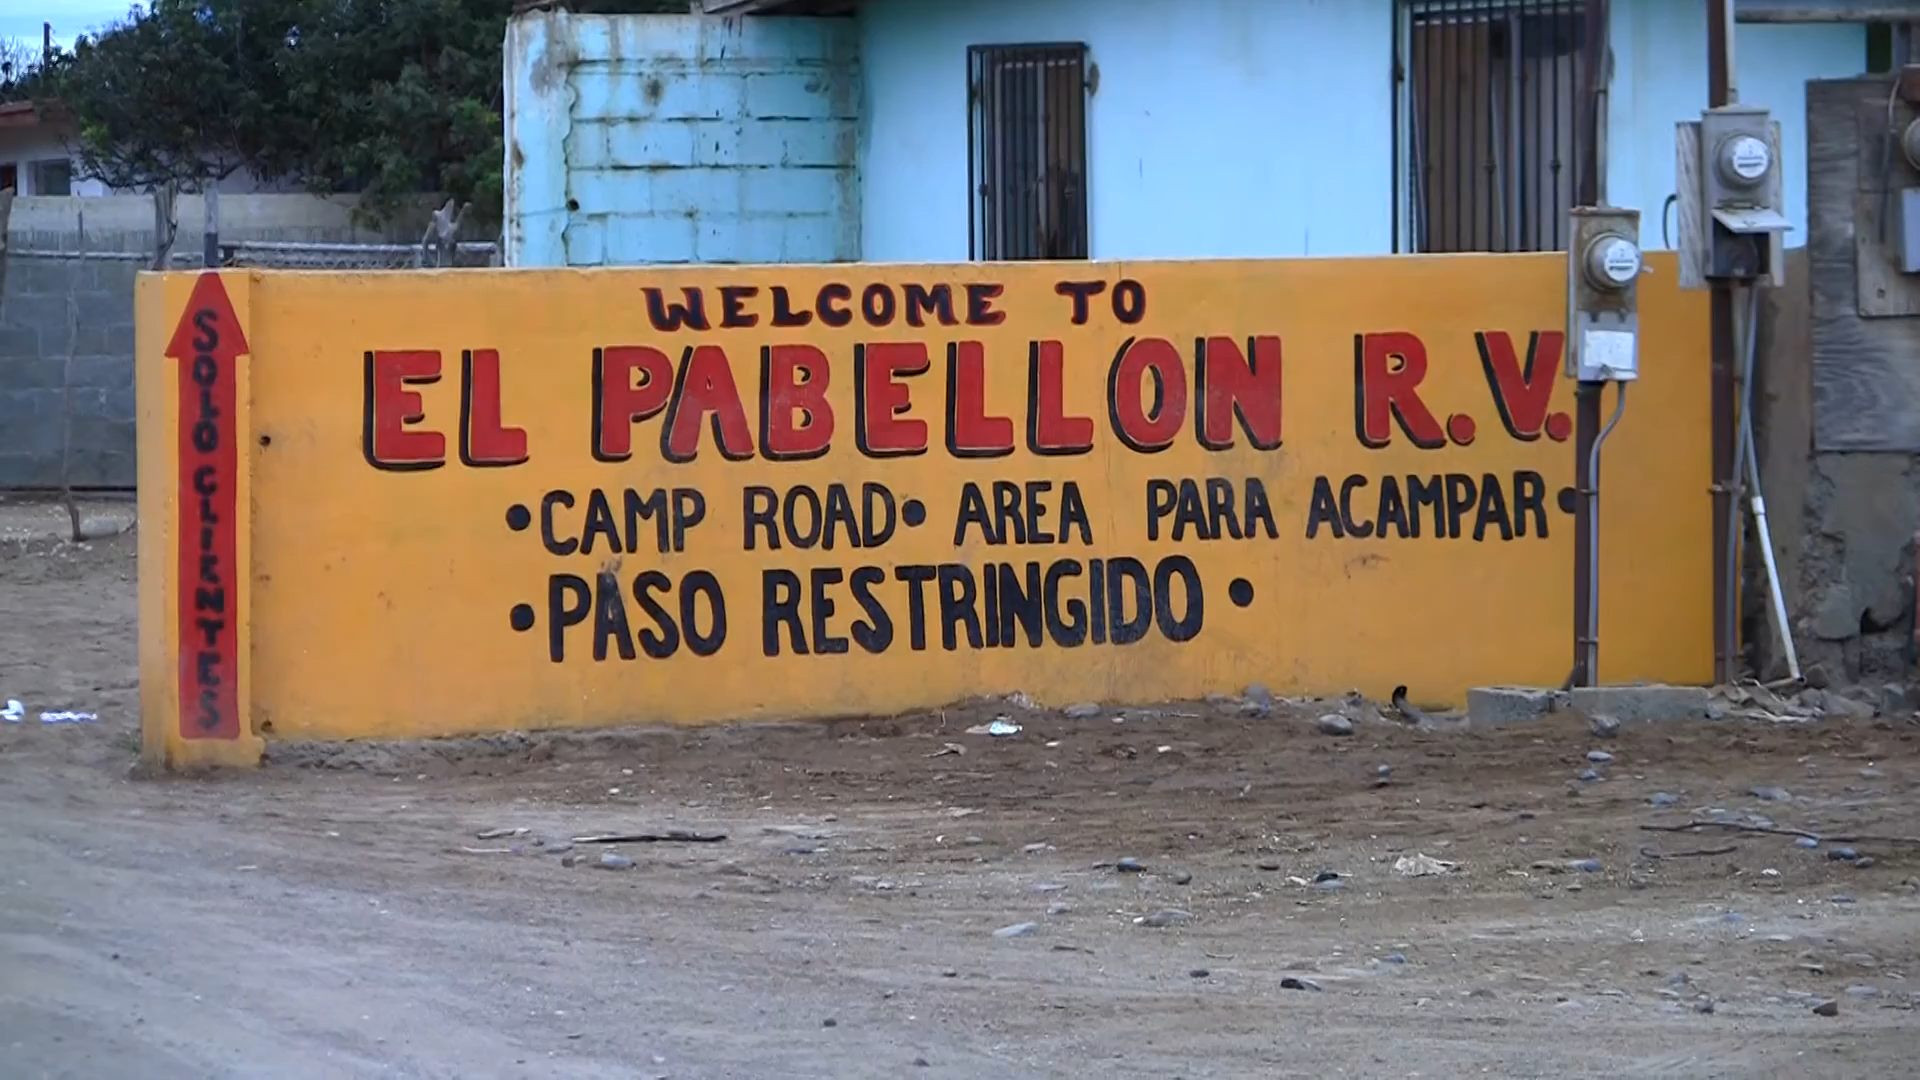 WELCOME TO
EL PABELLON R.V.
•CAMP ROAD• AREA PARA ACAMPAR•
•PASO RESTRINGIDO•
SOLO CLIENTES